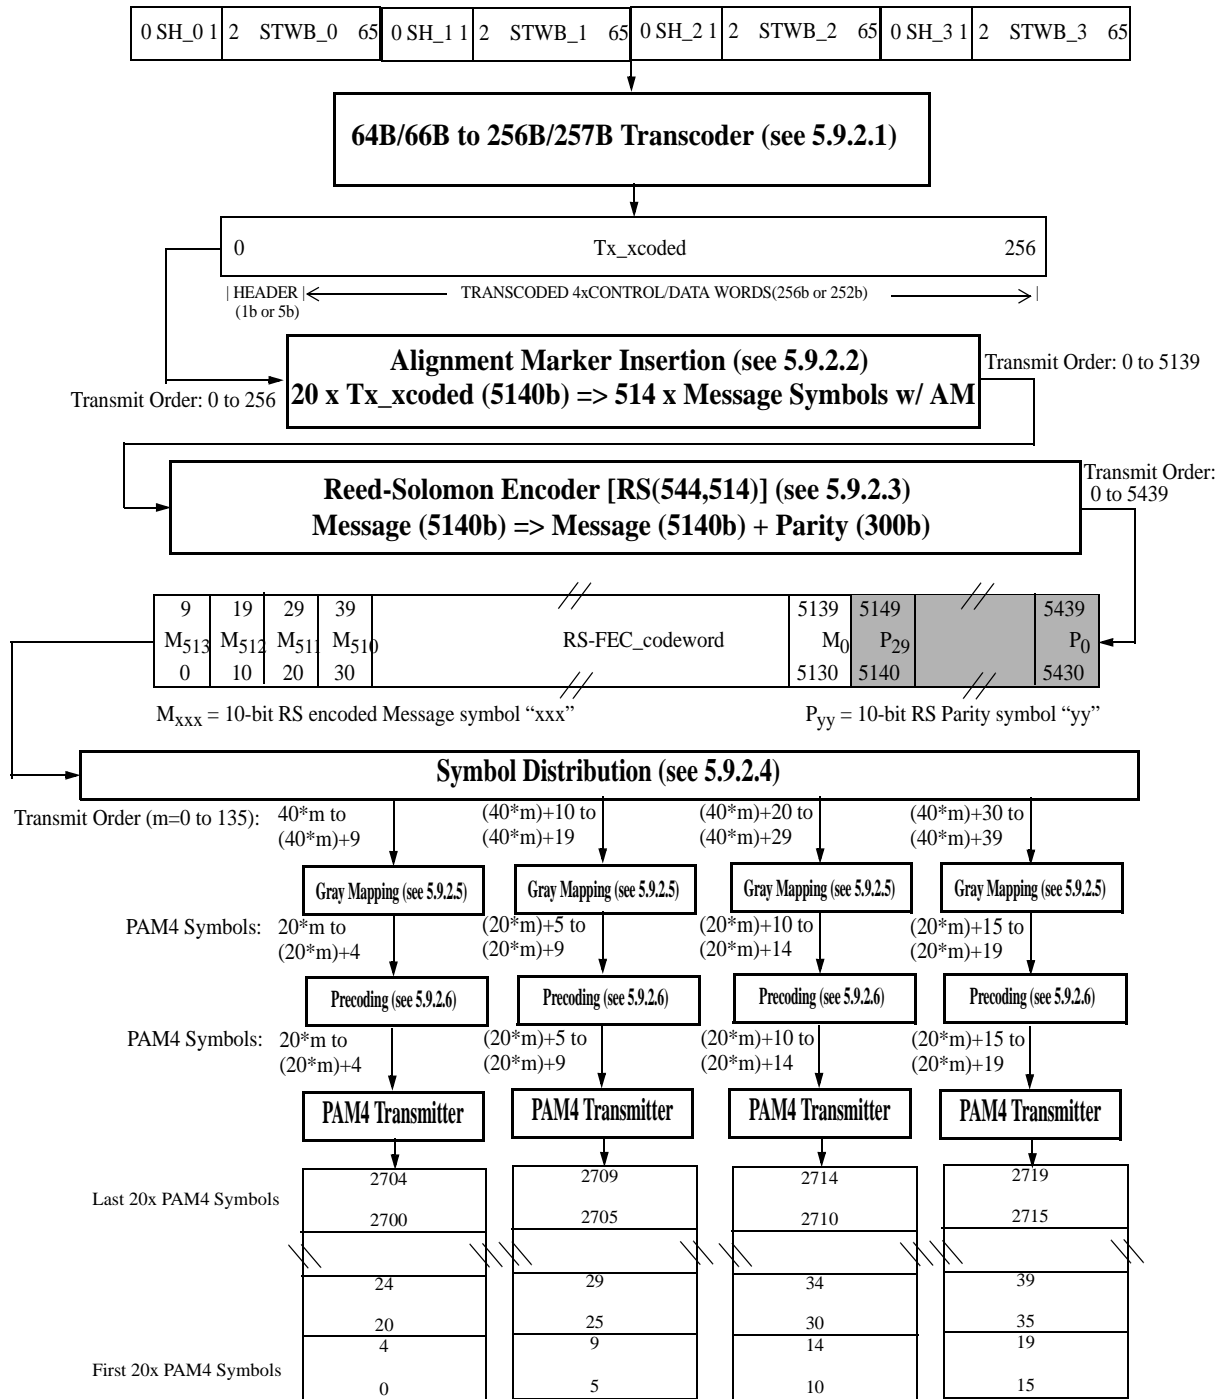 0 SH_0 1 2 STWB_0 65 0 SH_1 1 2 STWB_1 65 0 SH_2 1 2 STWB_2 65 0 SH_3 1 2 STWB_3 65
64B/66B to 256B/257B Transcoder (see 5.9.2.1)
0 Tx_xcoded 256
| HEADER | TRANSCODED 4xCONTROL/DATA WORDS(256b or 252b) |
(1b or 5b)
Alignment Marker Insertion (see 5.9.2.2)
20 x Tx_xcoded (5140b) => 514 x Message Symbols w/ AM
Transmit Order: 0 to 5139
Transmit Order: 0 to 256
Reed-Solomon Encoder [RS(544,514)] (see 5.9.2.3)
Message (5140b) => Message (5140b) + Parity (300b)
Transmit Order:
0 to 5439
9 19 29 39 5139 5149 5439
M513 M512 M511 M510 RS-FEC_codeword M0 P29 P0
0 10 20 30 5130 5140 5430
Mxxx = 10-bit RS encoded Message symbol “xxx” Pyy = 10-bit RS Parity symbol “yy”
Symbol Distribution (see 5.9.2.4)
Transmit Order (m=0 to 135): 40*m to (40*m)+10 to (40*m)+20 to (40*m)+30 to
(40*m)+9 (40*m)+19 (40*m)+29 (40*m)+39
Gray Mapping (see 5.9.2.5) Gray Mapping (see 5.9.2.5) Gray Mapping (see 5.9.2.5) Gray Mapping (see 5.9.2.5)
PAM4 Symbols: 20*m to (20*m)+5 to (20*m)+10 to (20*m)+15 to
(20*m)+4 (20*m)+9 (20*m)+14 (20*m)+19
Precoding (see 5.9.2.6) Precoding (see 5.9.2.6) Precoding (see 5.9.2.6) Precoding (see 5.9.2.6)
PAM4 Symbols: 20*m to (20*m)+5 to (20*m)+10 to (20*m)+15 to
(20*m)+4 (20*m)+9 (20*m)+14 (20*m)+19
PAM4 Transmitter PAM4 Transmitter PAM4 Transmitter PAM4 Transmitter
2704 2709 2714 2719
Last 20x PAM4 Symbols
2700 2705 2710 2715
24 29 34 39
20 25 30 35
4 9 14 19
First 20x PAM4 Symbols
0 5 10 15